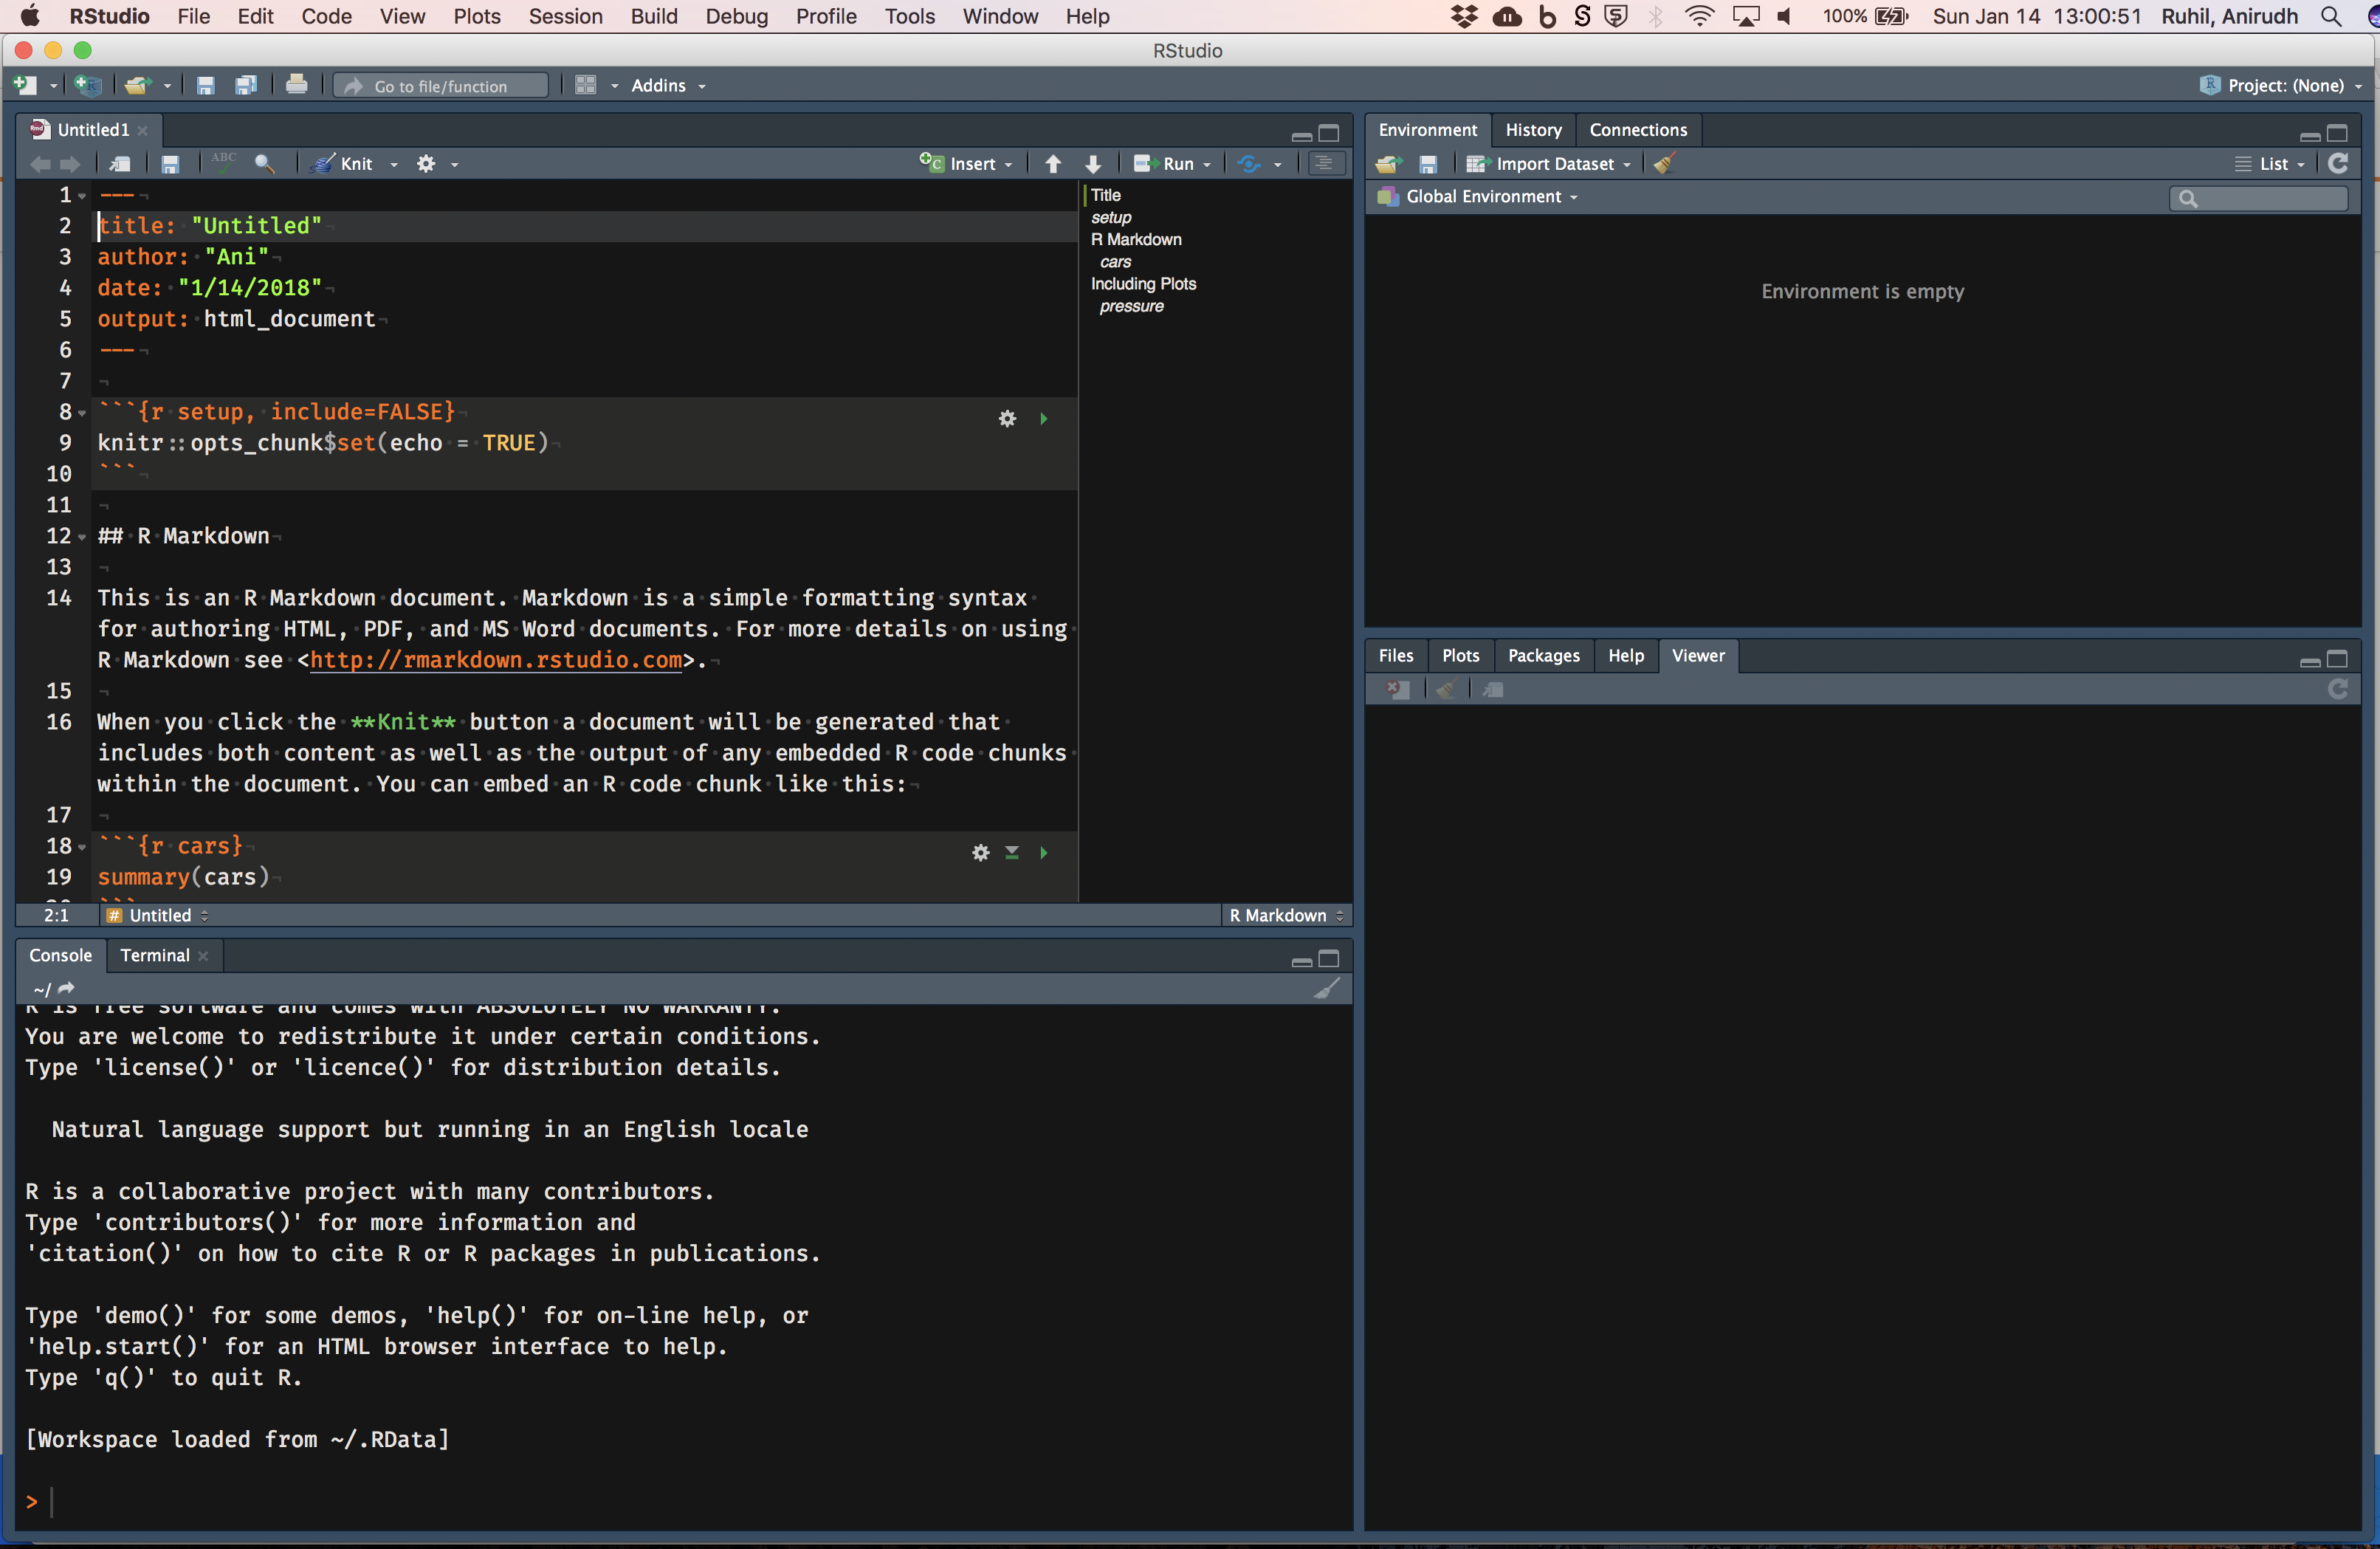 RStudio File Edit Code View Plots Session Build Debug Profile Tools Window Help 100% Sun Jan 14 13:00:51 Ruhil, Anirudh
RStudio
Go to file/function Addins Project: (None)
Untitled1
ABC Knit Insert Run
1 ---
2 title: "Untitled"
3 author: "Ani"
4 date: "1/14/2018"
5 output: html_document
6 ---
7
8 ```{r setup, include=FALSE}
9 knitr::opts_chunk$set(echo = TRUE)
10 ```
11
12 ## R Markdown
13
14 This is an R Markdown document. Markdown is a simple formatting syntax
for authoring HTML, PDF, and MS Word documents. For more details on using
R Markdown see <http://rmarkdown.rstudio.com>.
15
16 When you click the **Knit** button a document will be generated that
includes both content as well as the output of any embedded R code chunks
within the document. You can embed an R code chunk like this:
17
18 ```{r cars}
19 summary(cars)
Title
setup
R Markdown
cars
Including Plots
pressure
2:1 # Untitled R Markdown
Console Terminal
~/
R is free software and comes with ABSOLUTELY NO WARRANTY.
You are welcome to redistribute it under certain conditions.
Type 'license()' or 'licence()' for distribution details.
Natural language support but running in an English locale
R is a collaborative project with many contributors.
Type 'contributors()' for more information and
'citation()' on how to cite R or R packages in publications.
Type 'demo()' for some demos, 'help()' for on-line help, or
'help.start()' for an HTML browser interface to help.
Type 'q()' to quit R.
[Workspace loaded from ~/.RData]
>
Environment History Connections
Import Dataset List
Global Environment
Environment is empty
Files Plots Packages Help Viewer